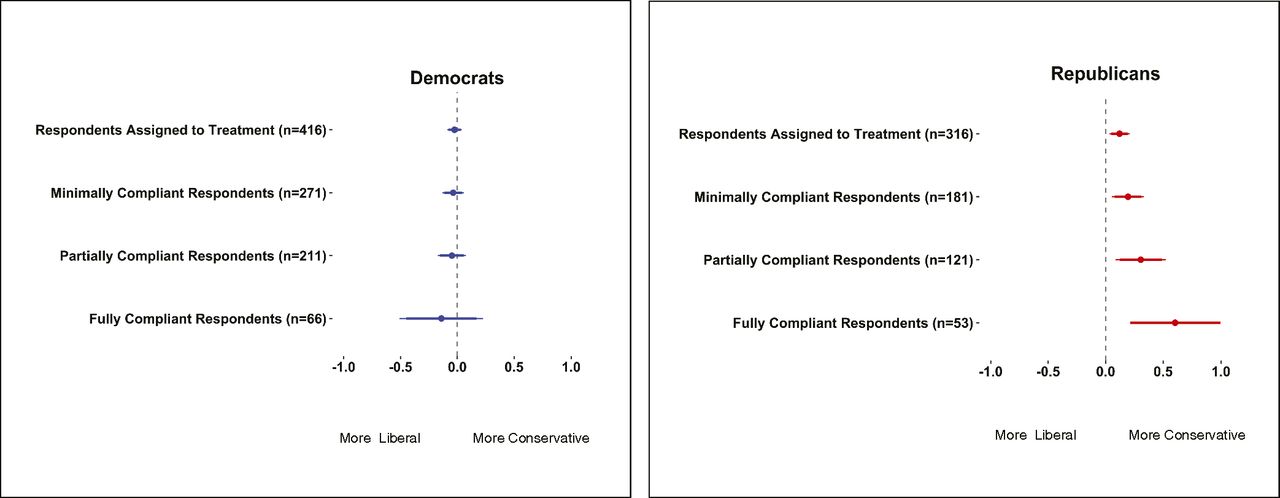 Democrats
Respondents Assigned to Treatment (n=416)
Minimally Compliant Respondents (n=271)
Partially Compliant Respondents (n=211)
Fully Compliant Respondents (n=66)
-1.0 -0.5 0.0 0.5 1.0
More Liberal More Conservative
Republicans
Respondents Assigned to Treatment (n=316)
Minimally Compliant Respondents (n=181)
Partially Compliant Respondents (n=121)
Fully Compliant Respondents (n=53)
-1.0 -0.5 0.0 0.5 1.0
More Liberal More Conservative